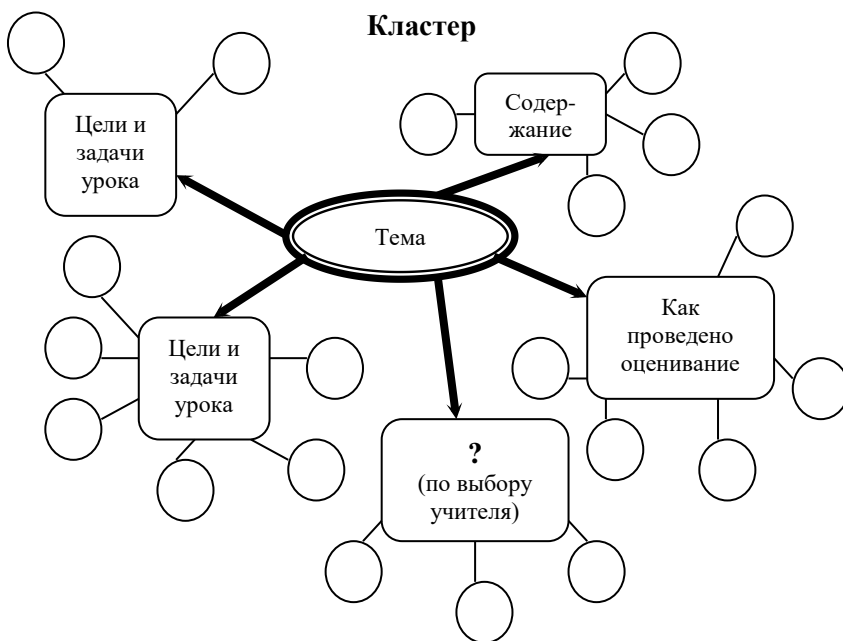 Кластер
Цели и
задачи
урока
Содер-
жание
Тема
Цели и
задачи
урока
Как
проведено
оценивание
?
(по выбору
учителя)